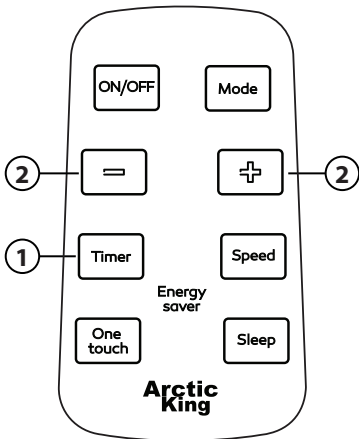 ON/OFF
Mode
2
−
+
2
1
Timer
Speed
Energy
saver
One
touch
Sleep
Arctic
King